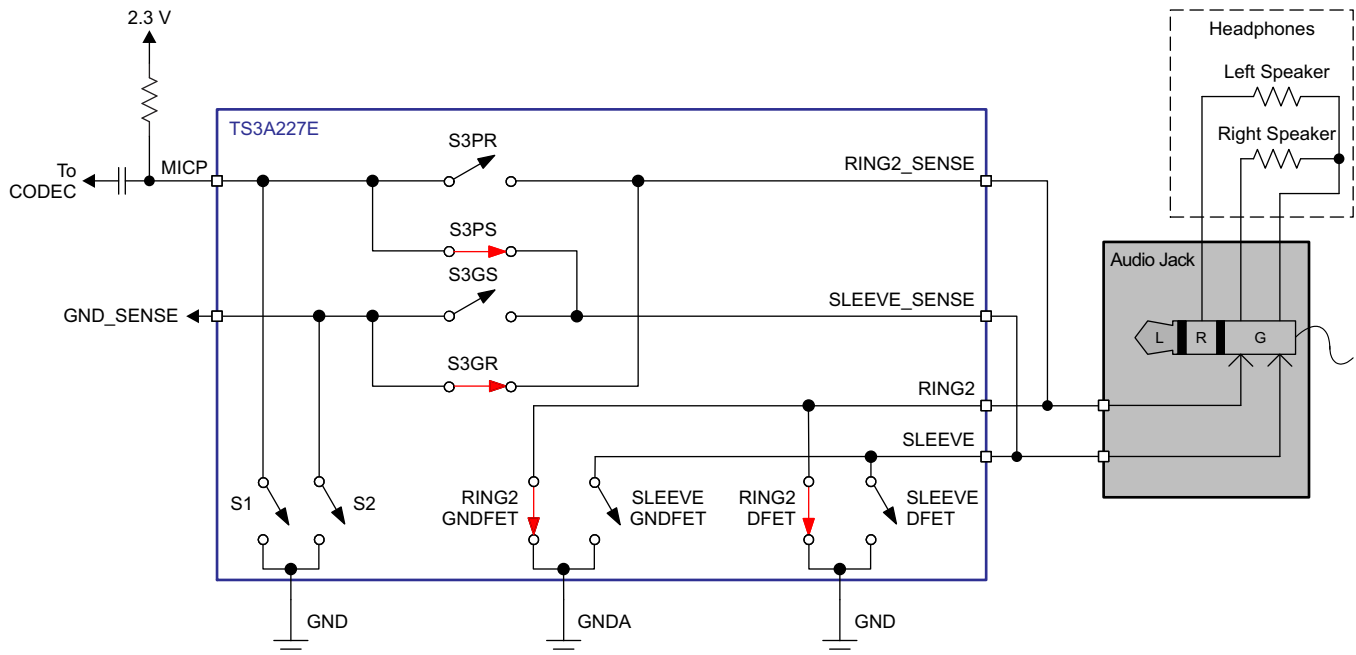 2.3 V
Headphones
Left Speaker
Right Speaker
TS3A227E
To
CODEC
MICP
S3PR
RING2_SENSE
S3PS
S3GS
GND_SENSE
SLEEVE_SENSE
S3GR
Audio Jack
L
R
G
RING2
SLEEVE
S1
S2
RING2
GNDFET
SLEEVE
GNDFET
RING2
DFET
SLEEVE
DFET
GND
GNDA
GND